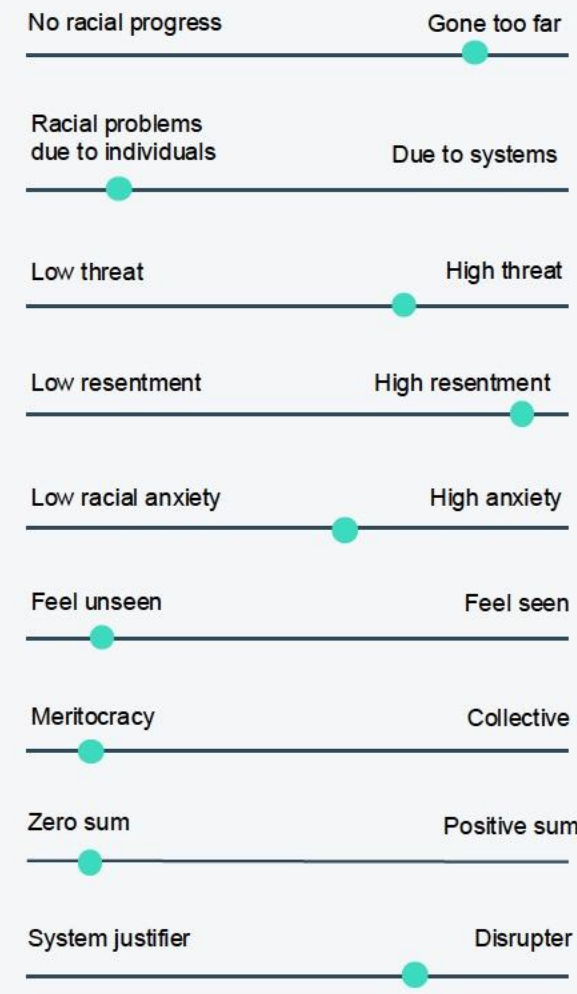 No racial progress Gone too far
Racial problems
due to individuals Due to systems
Low threat High threat
Low resentment High resentment
Low racial anxiety High anxiety
Feel unseen Feel seen
Meritocracy Collective
Zero sum Positive sum
System justifier Disrupter